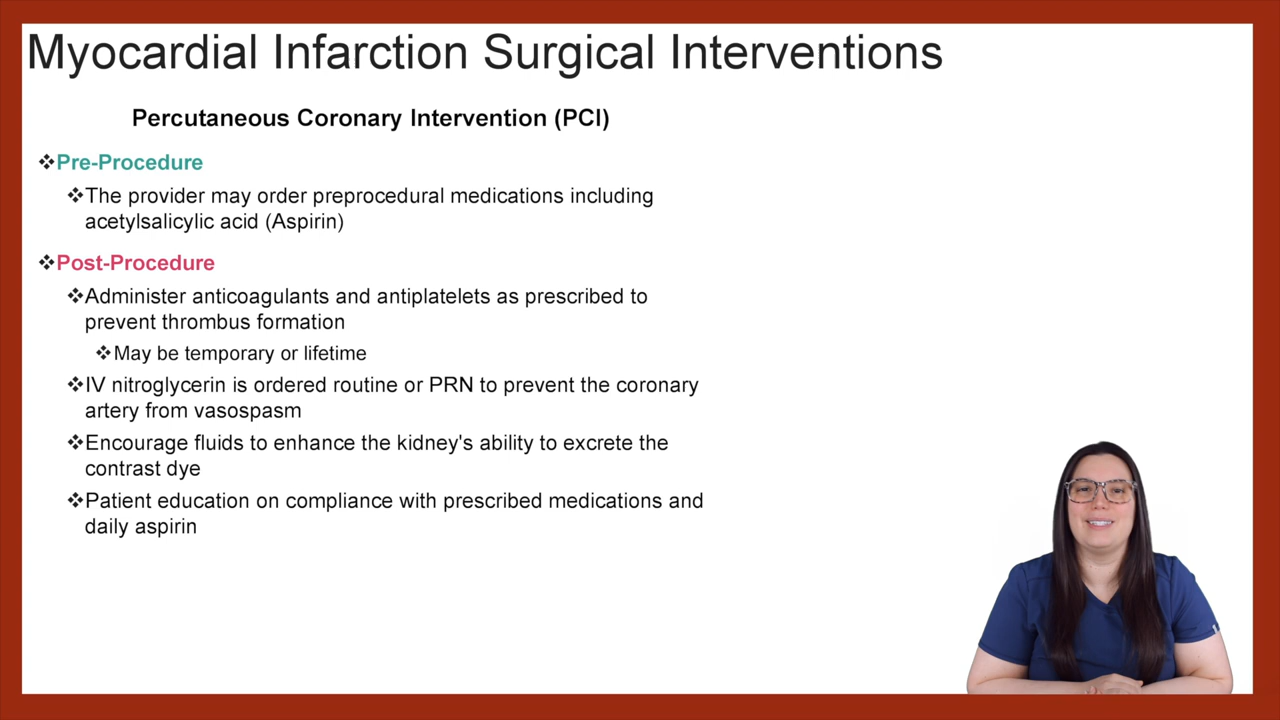 Myocardial Infarction Surgical Interventions
Percutaneous Coronary Intervention (PCI)
❖Pre-Procedure
❖The provider may order preprocedural medications including
acetylsalicylic acid (Aspirin)
❖Post-Procedure
❖Administer anticoagulants and antiplatelets as prescribed to
prevent thrombus formation
❖May be temporary or lifetime
❖IV nitroglycerin is ordered routine or PRN to prevent the coronary
artery from vasospasm
❖Encourage fluids to enhance the kidney's ability to excrete the
contrast dye
❖Patient education on compliance with prescribed medications and
daily aspirin